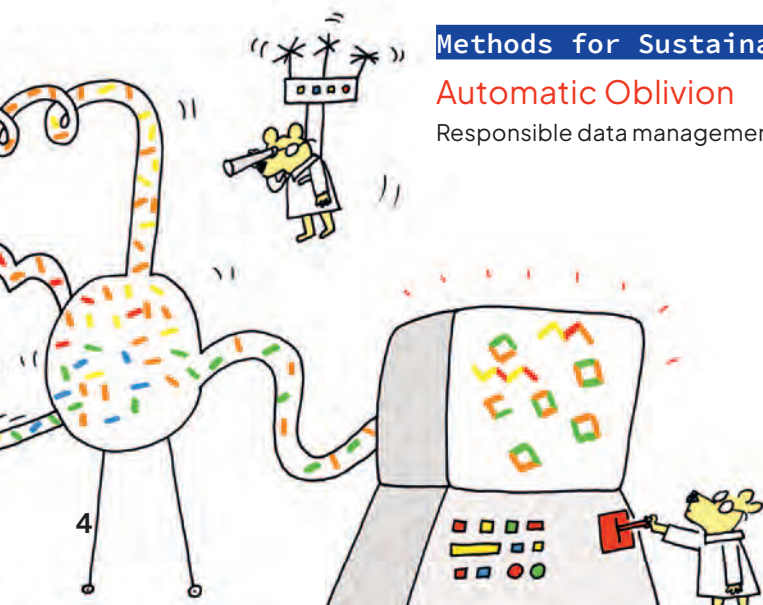 Methods for Sustaina
Automatic Oblivion
Responsible data managemen
4